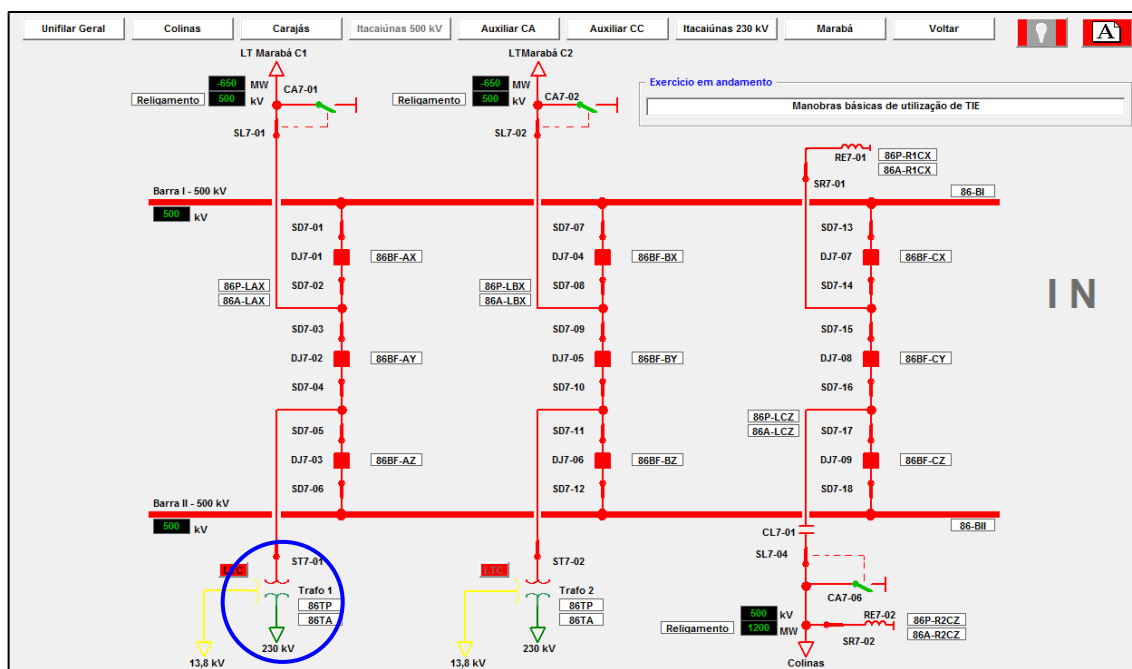 Unifilar Geral
Colinas
Carajás
Itacaiúnas 500 kV
Auxiliar CA
Auxiliar CC
Itacaiúnas 230 kV
Marabá
Voltar
A
LT Marabá C1
LTMarabá C2
-650 MW
Religamento 500 kV
CA7-01
SL7-01
-650 MW
Religamento 500 kV
CA7-02
SL7-02
Exercício em andamento
Manobras básicas de utilização de TIE
RE7-01
86P-R1CX
86A-R1CX
SR7-01
Barra I - 500 kV
500 kV
86-BI
SD7-01
DJ7-01 86BF-AX
SD7-02
86P-LAX
86A-LAX
SD7-03
DJ7-02 86BF-AY
SD7-04
SD7-05
DJ7-03 86BF-AZ
SD7-06
SD7-07
DJ7-04 86BF-BX
SD7-08
86P-LBX
86A-LBX
SD7-09
DJ7-05 86BF-BY
SD7-10
SD7-11
DJ7-06 86BF-BZ
SD7-12
SD7-13
DJ7-07 86BF-CX
SD7-14
SD7-15
DJ7-08 86BF-CY
SD7-16
86P-LCZ
86A-LCZ
SD7-17
DJ7-09 86BF-CZ
SD7-18
I N
Barra II - 500 kV
500 kV
86-BII
ST7-01
LTC
Trafo 1
86TP
86TA
13,8 kV
230 kV
ST7-02
LTC
Trafo 2
86TP
86TA
13,8 kV
230 kV
CL7-01
SL7-04
CA7-06
500 kV
Religamento 1200 MW
RE7-02
86P-R2CZ
86A-R2CZ
SR7-02
Colinas